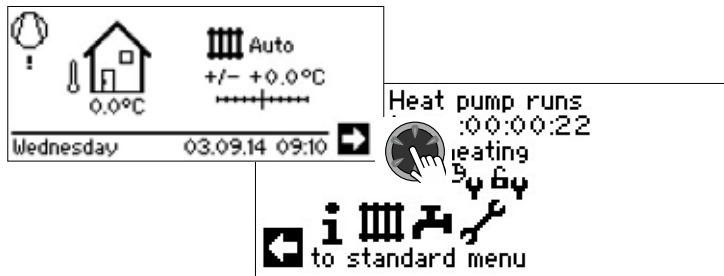 Auto
+/- +0.0°C
!
0.0°C
Wednesday 03.09.14 09:10
Heat pump runs
:00:00:22
eating
to standard menu